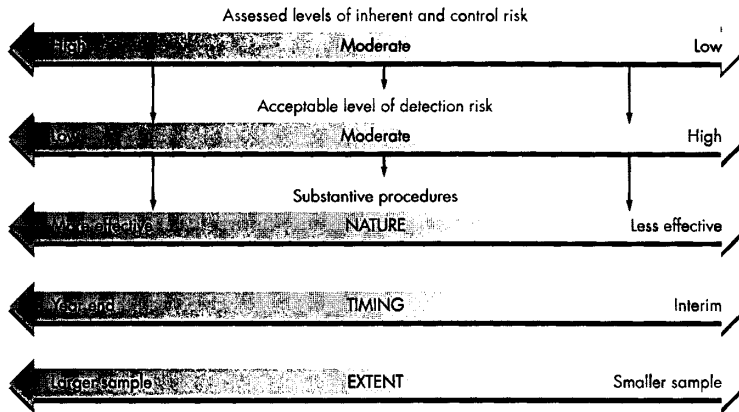 Assessed levels of inherent and control risk
High Moderate Low
Acceptable level of detection risk
Low Moderate High
Substantive procedures
More effective NATURE Less effective
Year end TIMING Interim
Larger sample EXTENT Smaller sample